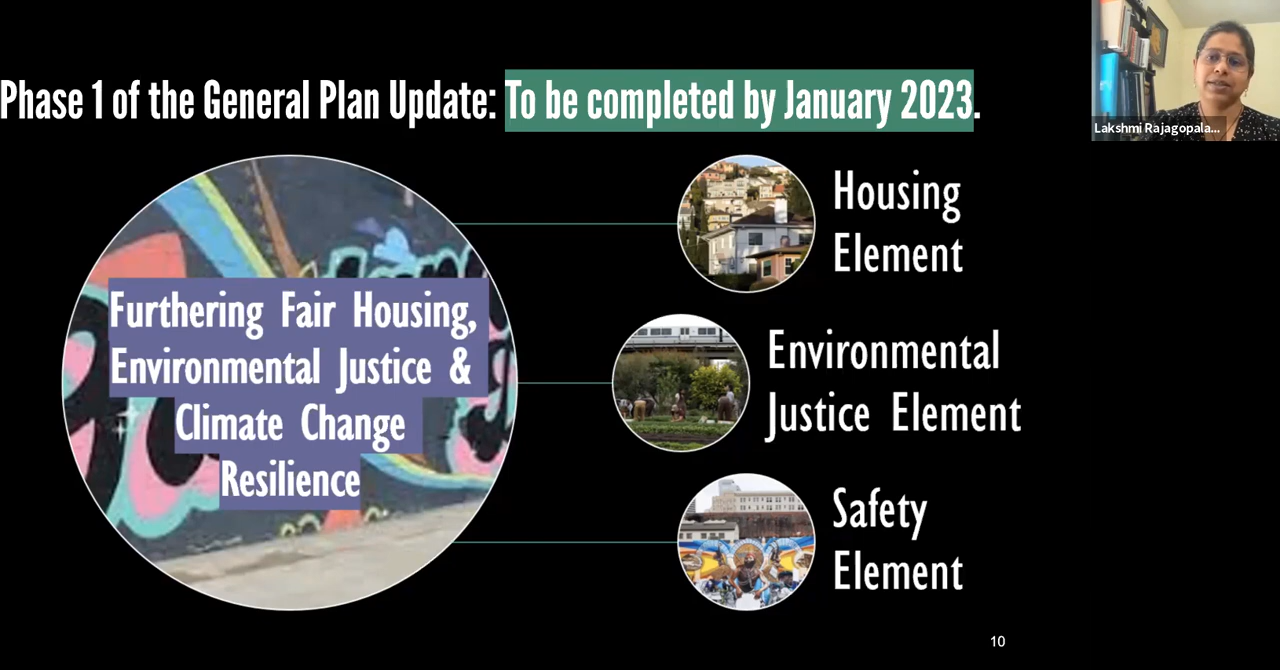 Phase 1 of the General Plan Update: To be completed by January 2023.
Lakshmi Rajagopala...
Furthering Fair Housing,
Environmental Justice &
Climate Change
Resilience
Housing
Element
Environmental
Justice Element
Safety
Element
10